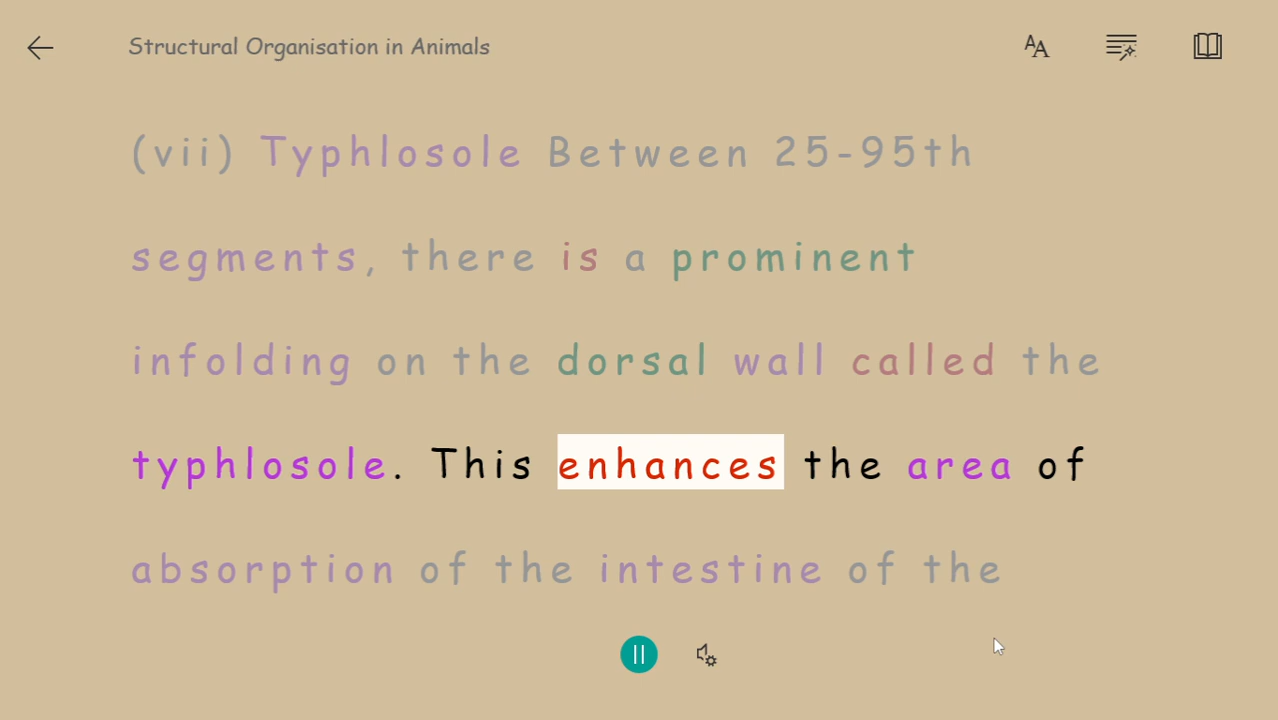 Structural Organisation in Animals
(vii) Typhlosole Between 25-95th
segments, there is a prominent
infolding on the dorsal wall called the
typhlosole. This enhances the area of
absorption of the intestine of the